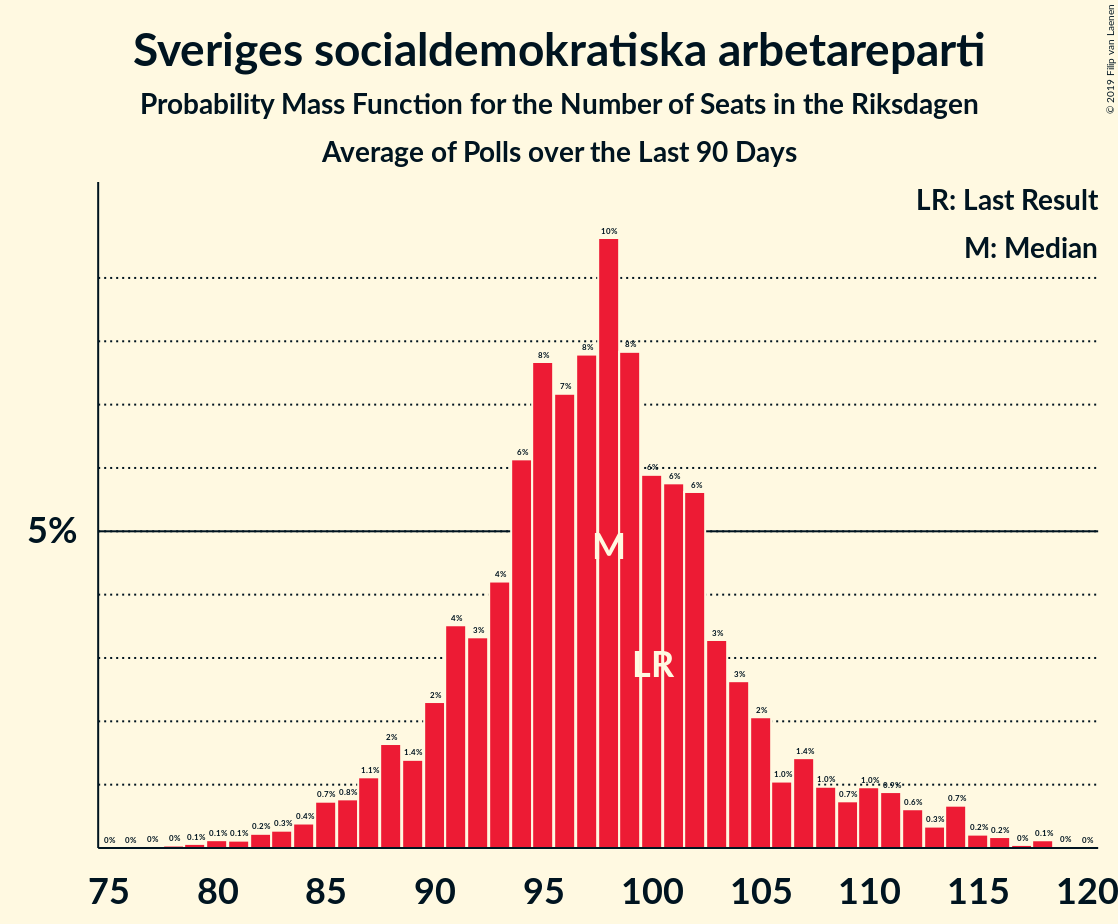 Sveriges socialdemokratiska arbetareparti
Probability Mass Function for the Number of Seats in the Riksdagen
Average of Polls over the Last 90 Days
© 2019 Filip van Laenen
LR: Last Result
M: Median
5%
0% 0% 0% 0% 0.1% 0.1% 0.1% 0.2% 0.3% 0.4% 0.7% 0.8% 1.1% 2% 1.4% 2% 4% 3% 4% 6% 8% 7% 8% 10% 8% 6% 6% 6% 3% 3% 2% 1.0% 1.4% 1.0% 0.7% 1.0% 0.9% 0.6% 0.3% 0.7% 0.2% 0.2% 0% 0.1% 0% 0%
M
LR
75 80 85 90 95 100 105 110 115 120